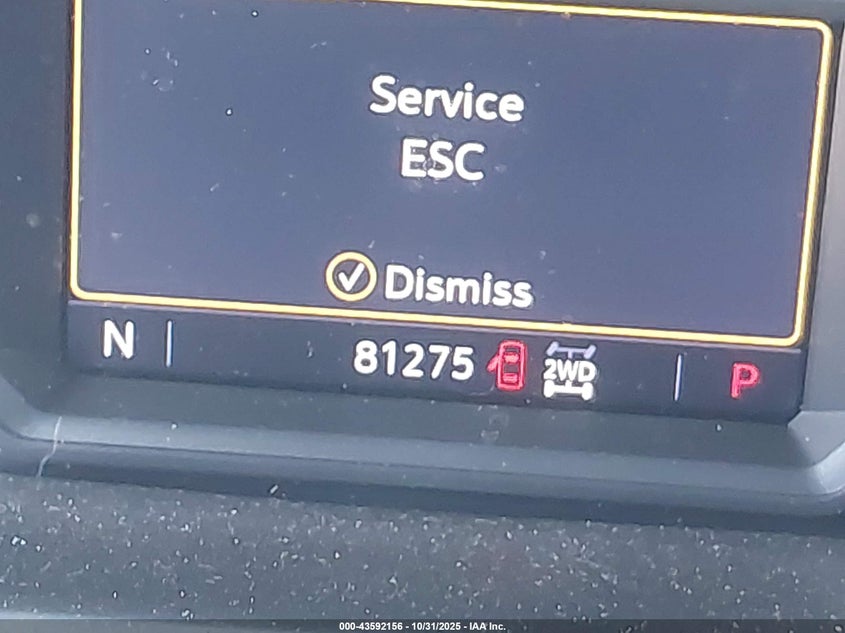 Service
ESC
Dismiss
N 81275 2WD P
000-43592156 - 10/31/2025 - IAA Inc.